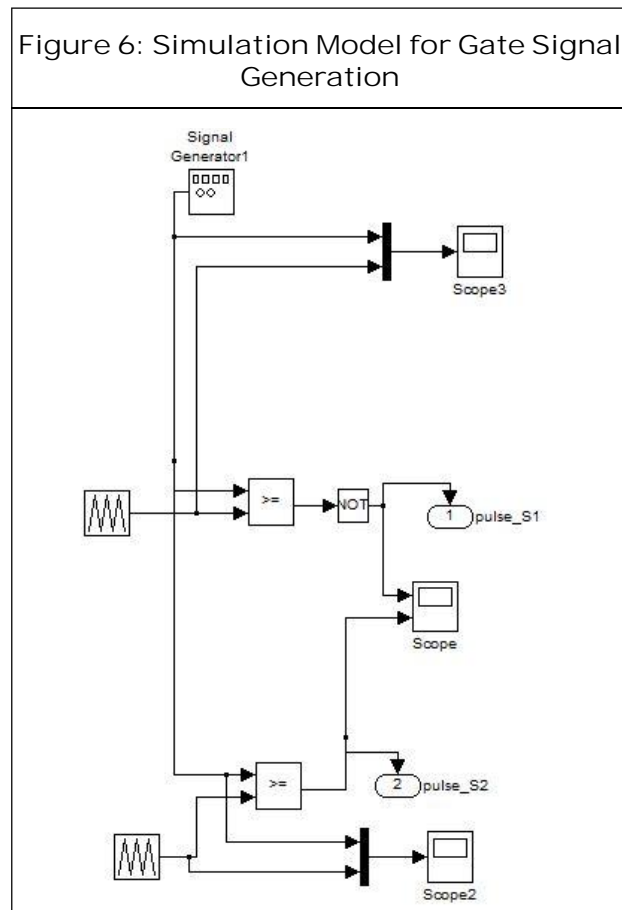 Figure 6: Simulation Model for Gate Signal
Generation
Signal
Generator1
Scope3
>=
NOT
1
pulse_S1
Scope
>=
2
pulse_S2
Scope2